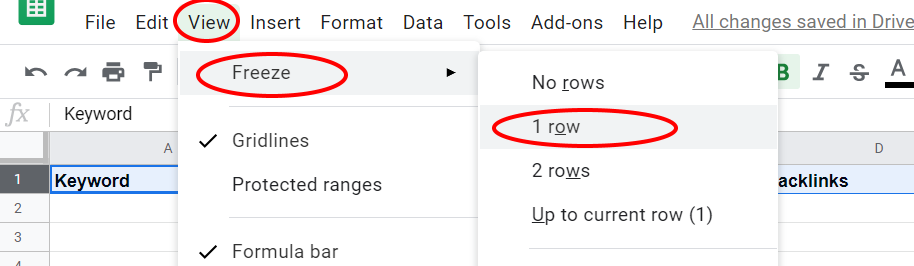 File Edit View Insert Format Data Tools Add-ons Help All changes saved in Drive
Freeze ► B I S A
No rows
fx Keyword
1 row
Gridlines
A D
Protected ranges
2 rows
1 Keyword acklinks
2
Up to current row (1)
3
Formula bar
4